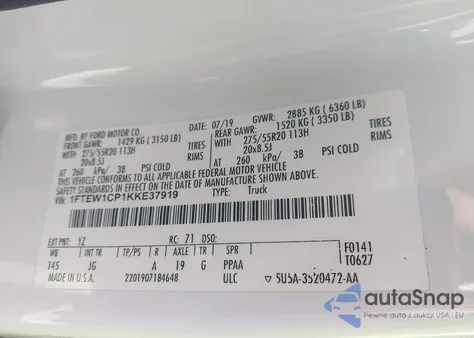 MFD. BY FORD MOTOR CO.
DATE: 07/19 GVWR: 2885 KG (6360 LB)
FRONT GAWR: 1429 KG (3150 LB) REAR GAWR: 1520 KG (3350 LB)
WITH 275/55R20 113H TIRES WITH 275/55R20 113H TIRES
20x8.5J RIMS 20x8.5J RIMS
AT 260 kPa/ 38 PSI COLD AT 260 kPa/ 38 PSI COLD
THIS VEHICLE CONFORMS TO ALL APPLICABLE FEDERAL MOTOR VEHICLE
SAFETY STANDARDS IN EFFECT ON THE DATE OF MANUFACTURE SHOWN ABOVE.
VIN: 1FTEW1CP1KKE37919 TYPE: Truck
EXT PNT: YZ RC: 71 DSO: F0141
WB INT TR TP/PS R AXLE TR SPR T0627
145 JG A 19 G PPAA
MADE IN U.S.A. 2201907184648 ULC ▽ 5U5A-3520472-AA
autoSnap
Pewne auto z aukcji USA i EU